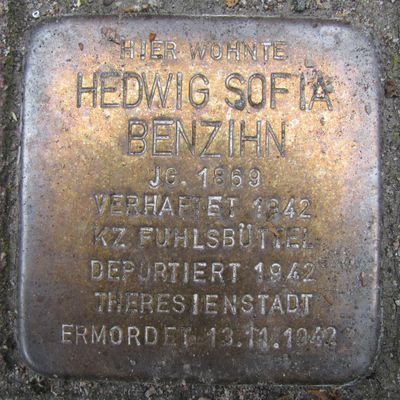 HIER WOHNTE
HEDWIG SOFIA
BENZIHN
JG. 1869
VERHAFTET 1942
KZ FUHLSBÜTTEL
DEPORTIERT 1942
THERESIENSTADT
ERMORDET 13.11.1942